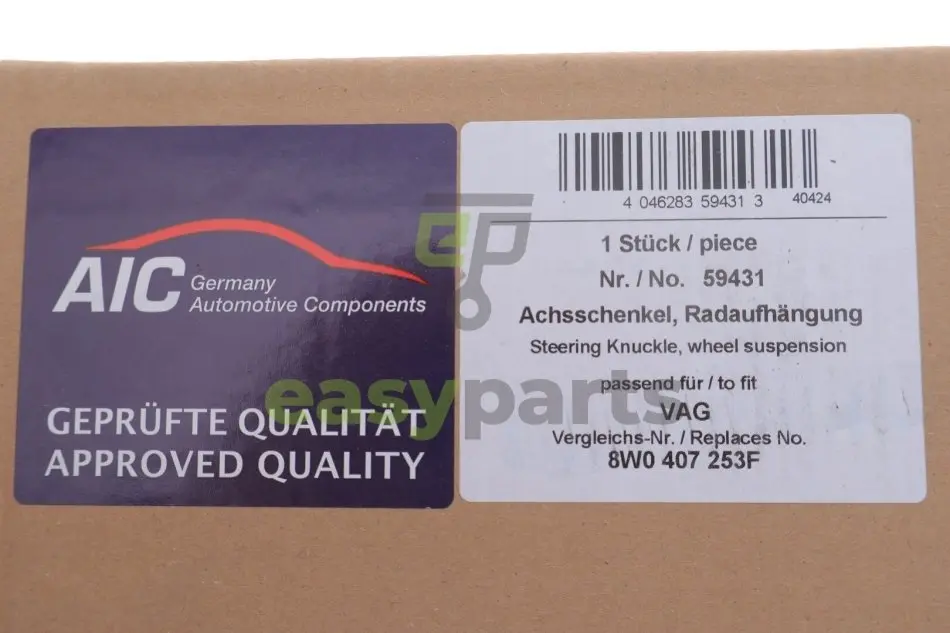 AIC
Germany
Automotive Components
GEPRÜFTE QUALITÄT
APPROVED QUALITY
4 046283 59431 3
40424
1 Stück / piece
Nr. / No. 59431
Achsschenkel, Radaufhängung
Steering Knuckle, wheel suspension
passend für / to fit
VAG
Vergleichs-Nr. / Replaces No.
8W0 407 253F
ep
easyparts